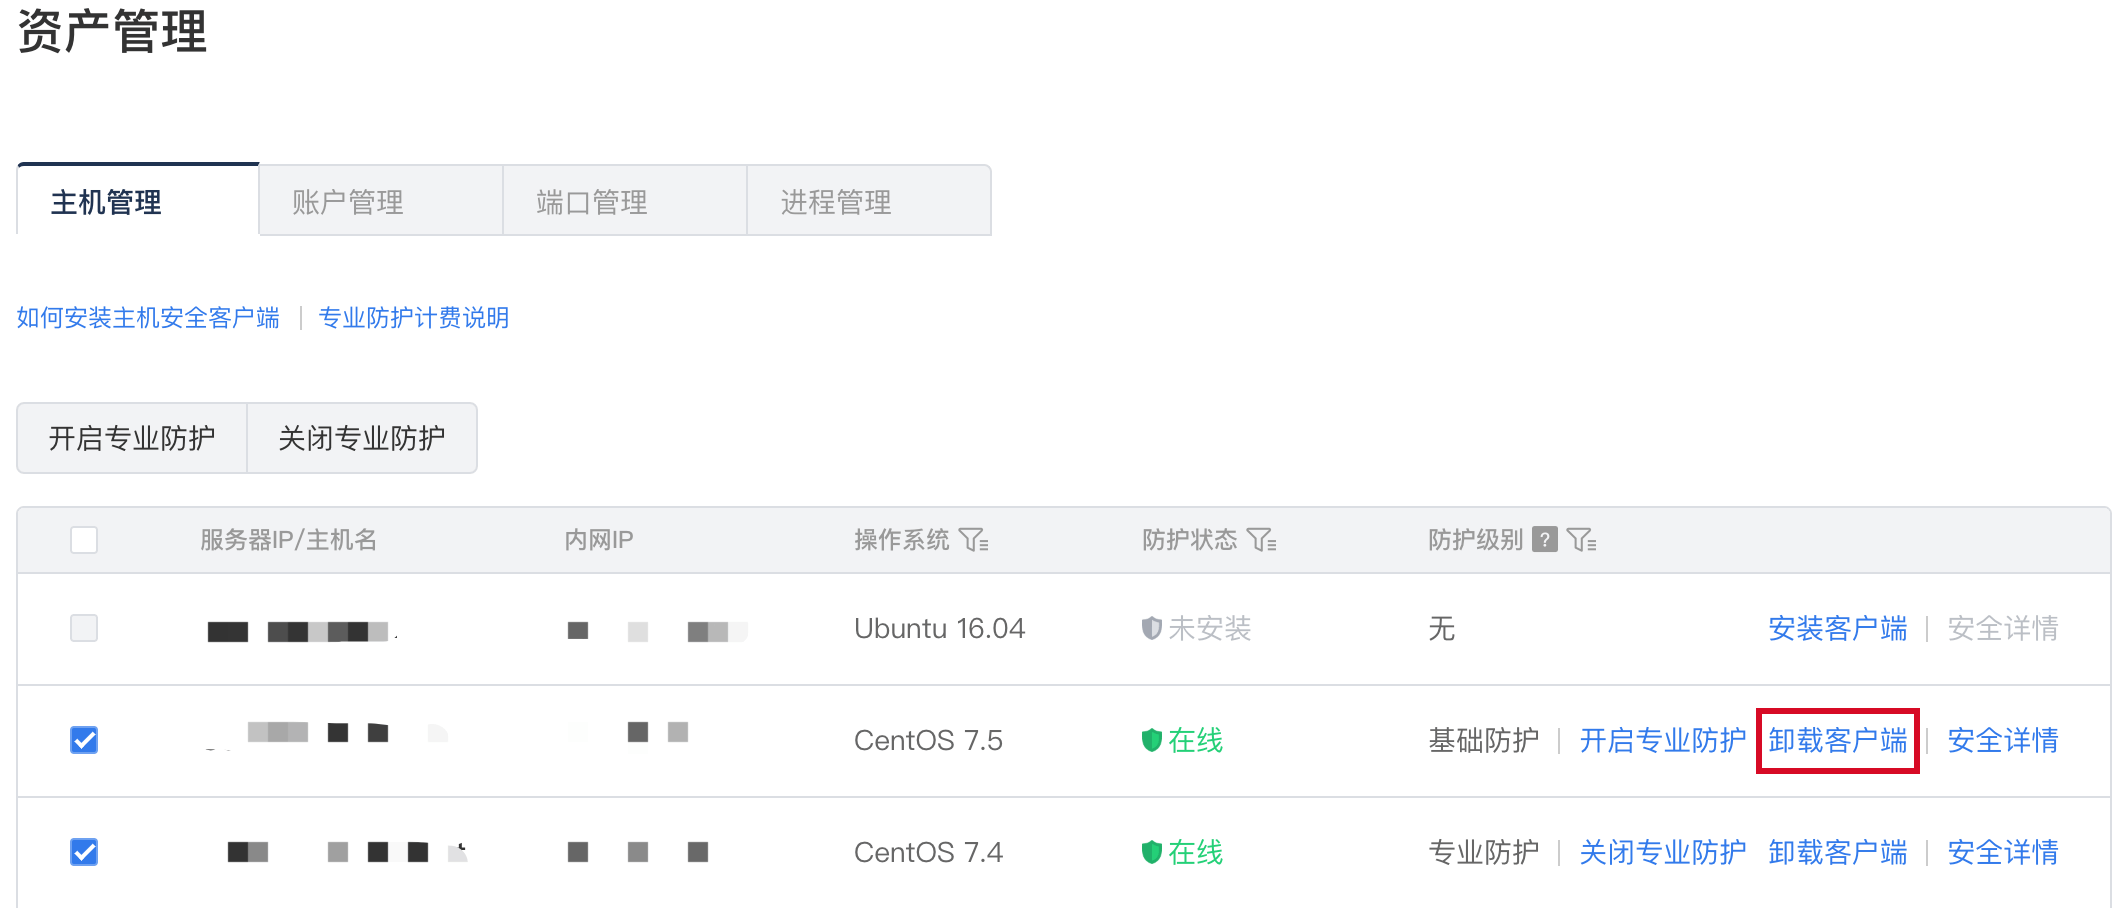 资产管理
主机管理 账户管理 端口管理 进程管理
如何安装主机安全客户端 | 专业防护计费说明
开启专业防护 关闭专业防护
服务器IP/主机名 内网IP 操作系统 防护状态 防护级别 ?
Ubuntu 16.04 未安装 无 安装客户端 | 安全详情
CentOS 7.5 在线 基础防护 | 开启专业防护 卸载客户端 | 安全详情
CentOS 7.4 在线 专业防护 | 关闭专业防护 卸载客户端 | 安全详情